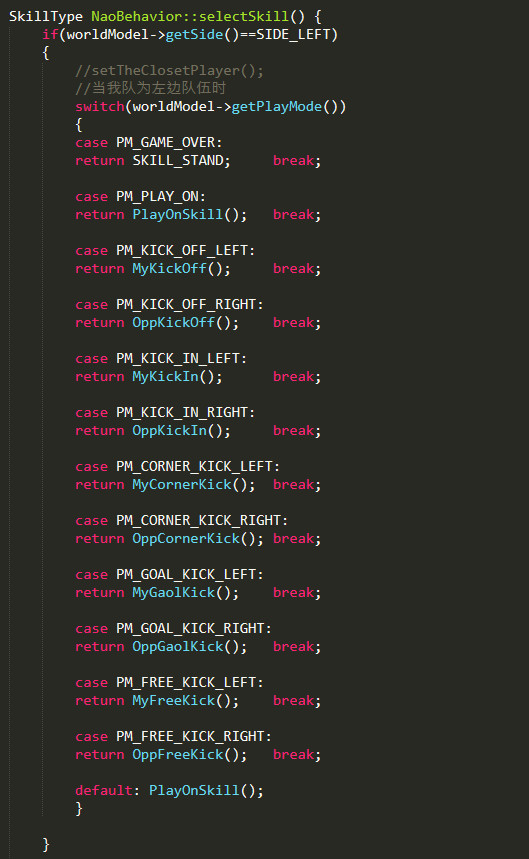 SkillType NaoBehavior::selectSkill() {
if(worldModel->getSide()==SIDE_LEFT)
{
//setTheClosetPlayer();
//当我队为左边队伍时
switch(worldModel->getPlayMode())
{
case PM_GAME_OVER:
return SKILL_STAND; break;
case PM_PLAY_ON:
return PlayOnSkill(); break;
case PM_KICK_OFF_LEFT:
return MyKickOff(); break;
case PM_KICK_OFF_RIGHT:
return OppKickOff(); break;
case PM_KICK_IN_LEFT:
return MyKickIn(); break;
case PM_KICK_IN_RIGHT:
return OppKickIn(); break;
case PM_CORNER_KICK_LEFT:
return MyCornerKick(); break;
case PM_CORNER_KICK_RIGHT:
return OppCornerKick(); break;
case PM_GOAL_KICK_LEFT:
return MyGaolKick(); break;
case PM_GOAL_KICK_RIGHT:
return OppGaolKick(); break;
case PM_FREE_KICK_LEFT:
return MyFreeKick(); break;
case PM_FREE_KICK_RIGHT:
return OppFreeKick(); break;
default: PlayOnSkill();
}
}